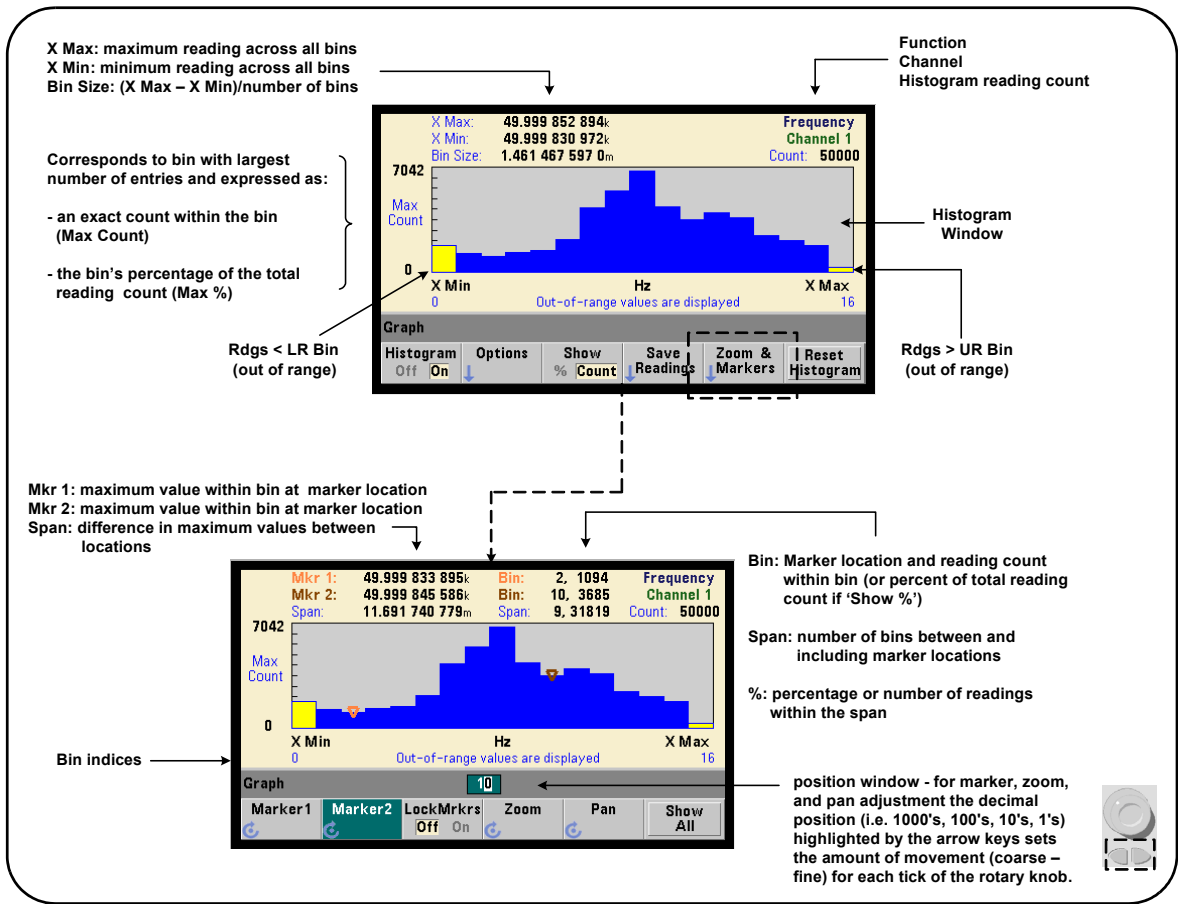 X Max: maximum reading across all bins
X Min: minimum reading across all bins
Bin Size: (X Max – X Min)/number of bins
Function
Channel
Histogram reading count
Corresponds to bin with largest
number of entries and expressed as:
- an exact count within the bin
(Max Count)
- the bin's percentage of the total
reading count (Max %)
X Max: 49.999 852 894k
X Min: 49.999 830 972k
Bin Size: 1.461 467 597 0m
Frequency
Channel 1
Count: 50000
7042
Max
Count
0
X Min Hz X Max
0 Out-of-range values are displayed 16
Graph
Histogram
Off On
Options
Show
% Count
Save
Readings
Zoom &
Markers
Reset
Histogram
Histogram
Window
Rdgs < LR Bin
(out of range)
Rdgs > UR Bin
(out of range)
Mkr 1: maximum value within bin at marker location
Mkr 2: maximum value within bin at marker location
Span: difference in maximum values between
locations
Mkr 1: 49.999 833 895k Bin: 2, 1094 Frequency
Mkr 2: 49.999 845 586k Bin: 10, 3685 Channel 1
Span: 11.691 740 779m Span: 9, 31819 Count: 50000
7042
Max
Count
0
X Min Hz X Max
0 Out-of-range values are displayed 16
Graph 10
Marker1
Marker2
LockMrkrs
Off On
Zoom
Pan
Show
All
Bin indices
Bin: Marker location and reading count
within bin (or percent of total reading
count if 'Show %')
Span: number of bins between and
including marker locations
%: percentage or number of readings
within the span
position window - for marker, zoom,
and pan adjustment the decimal
position (i.e. 1000's, 100's, 10's, 1's)
highlighted by the arrow keys sets
the amount of movement (coarse –
fine) for each tick of the rotary knob.